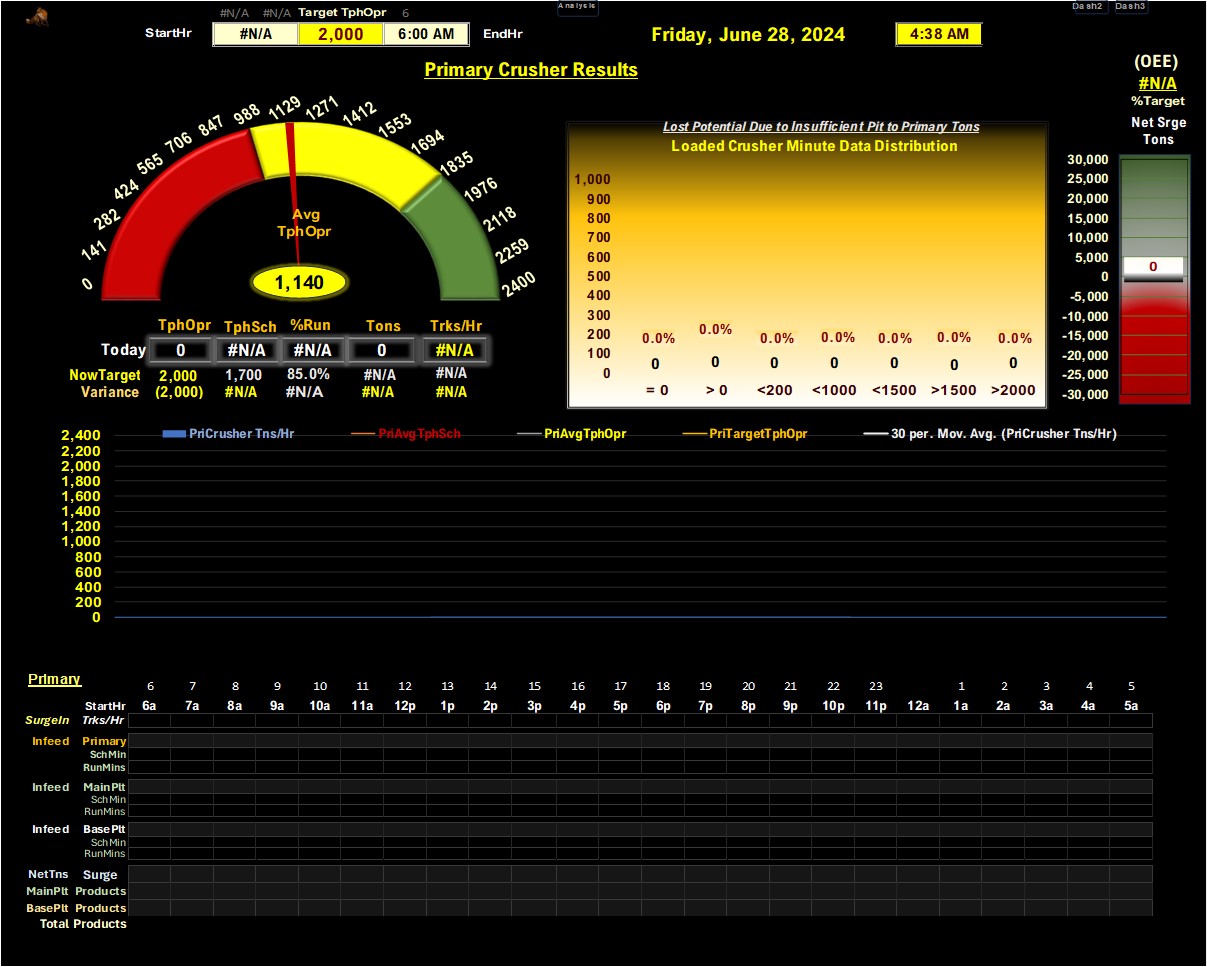 #N/A #N/A Target TphOpr 6
Analysis
Dash2 Dash3
StartHr #N/A 2,000 6:00 AM EndHr
Friday, June 28, 2024
4:38 AM
Primary Crusher Results
(OEE)
#N/A
%Target
Net Srge
Tons
0
141
282
424
565
706
847
988
1129
1271
1412
1553
1694
1835
1976
2118
2259
2400
Avg
TphOpr
1,140
TphOpr TphSch %Run Tons Trks/Hr
Today 0 #N/A #N/A 0 #N/A
NowTarget 2,000 1,700 85.0% #N/A #N/A
Variance (2,000) #N/A #N/A #N/A #N/A
Lost Potential Due to Insufficient Pit to Primary Tons
Loaded Crusher Minute Data Distribution
1,000
900
800
700
600
500
400
300
200
100
0
0.0% 0.0% 0.0% 0.0% 0.0% 0.0% 0.0%
0 0 0 0 0 0 0
= 0 > 0 <200 <1000 <1500 >1500 >2000
30,000
25,000
20,000
15,000
10,000
5,000
0
-5,000
-10,000
-15,000
-20,000
-25,000
-30,000
0
PriCrusher Tns/Hr PriAvgTphSch PriAvgTphOpr PriTargetTphOpr 30 per. Mov. Avg. (PriCrusher Tns/Hr)
2,400
2,200
2,000
1,800
1,600
1,400
1,200
1,000
800
600
400
200
0
Primary
6 7 8 9 10 11 12 13 14 15 16 17 18 19 20 21 22 23 1 2 3 4 5
StartHr 6a 7a 8a 9a 10a 11a 12p 1p 2p 3p 4p 5p 6p 7p 8p 9p 10p 11p 12a 1a 2a 3a 4a 5a
SurgeIn Trks/Hr
Infeed Primary
SchMin
RunMins
Infeed MainPlt
SchMin
RunMins
Infeed BasePlt
SchMin
RunMins
NetTns Surge
MainPlt Products
BasePlt Products
Total Products